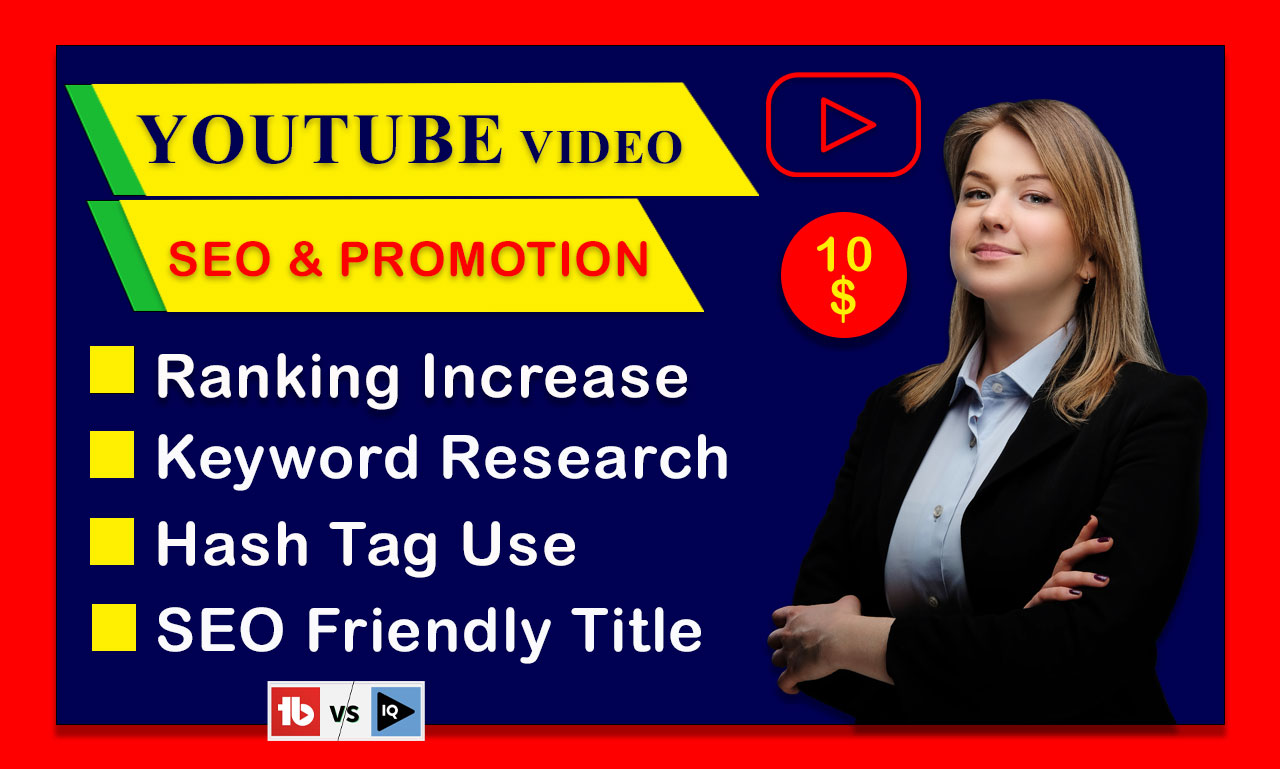 YOUTUBE VIDEO
SEO & PROMOTION
10
$
Ranking Increase
Keyword Research
Hash Tag Use
SEO Friendly Title
tb vs IQ